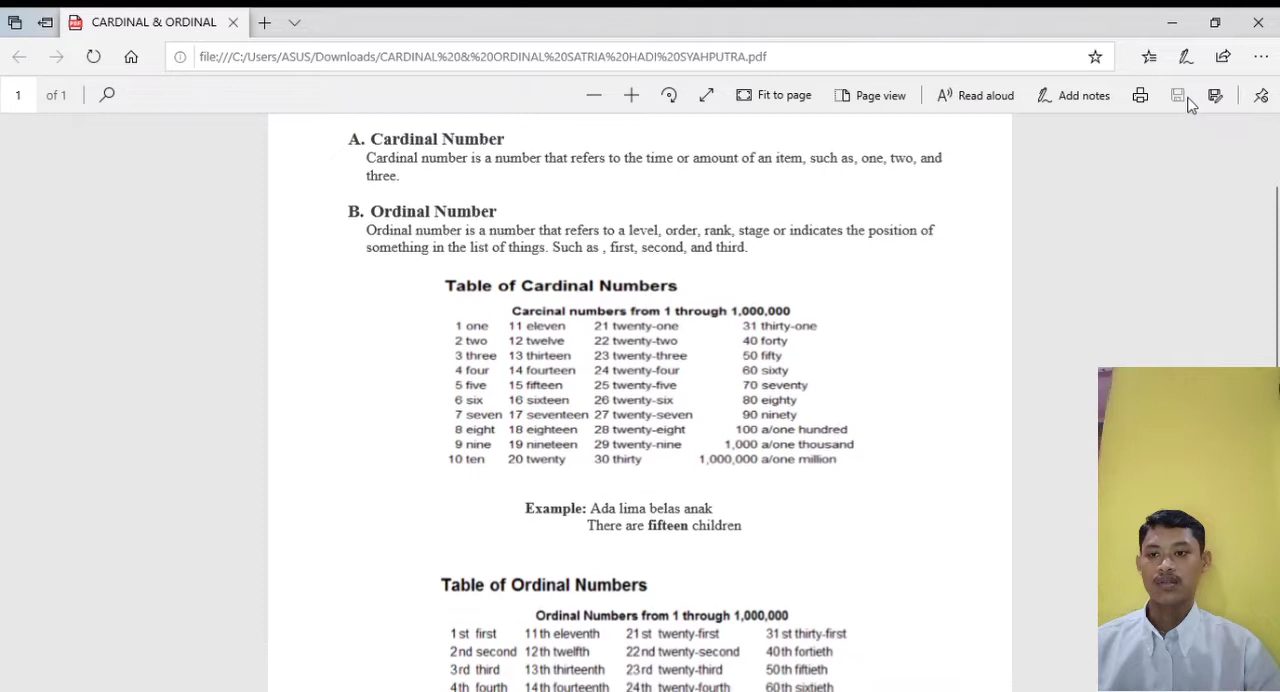 CARDINAL & ORDINAL
file:///C:/Users/ASUS/Downloads/CARDINAL%20&%20ORDINAL%20SATRIA%20HADI%20SYAHPUTRA.pdf
1 of 1 Fit to page Page view Read aloud Add notes
A. Cardinal Number
Cardinal number is a number that refers to the time or amount of an item, such as, one, two, and
three.
B. Ordinal Number
Ordinal number is a number that refers to a level, order, rank, stage or indicates the position of
something in the list of things. Such as , first, second, and third.
Table of Cardinal Numbers
Carcinal numbers from 1 through 1,000,000
1 one 11 eleven 21 twenty-one 31 thirty-one
2 two 12 twelve 22 twenty-two 40 forty
3 three 13 thirteen 23 twenty-three 50 fifty
4 four 14 fourteen 24 twenty-four 60 sixty
5 five 15 fifteen 25 twenty-five 70 seventy
6 six 16 sixteen 26 twenty-six 80 eighty
7 seven 17 seventeen 27 twenty-seven 90 ninety
8 eight 18 eighteen 28 twenty-eight 100 a/one hundred
9 nine 19 nineteen 29 twenty-nine 1,000 a/one thousand
10 ten 20 twenty 30 thirty 1,000,000 a/one million
Example: Ada lima belas anak
There are fifteen children
Table of Ordinal Numbers
Ordinal Numbers from 1 through 1,000,000
1st first 11th eleventh 21st twenty-first 31st thirty-first
2nd second 12th twelfth 22nd twenty-second 40th fortieth
3rd third 13th thirteenth 23rd twenty-third 50th fiftieth
4th fourth 14th fourteenth 24th twenty-fourth 60th sixtieth